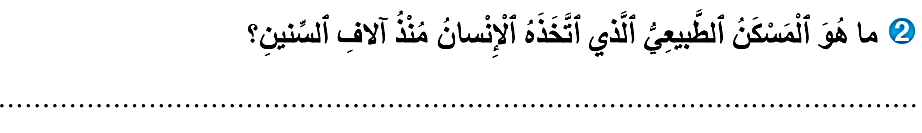 2 ما هُوَ ٱلْمَسْكَنُ ٱلطَّبيعِيُّ ٱلَّذي ٱتَّخَذَهُ ٱلْإِنْسانُ مُنْذُ آلافِ ٱلسِّنينِ؟